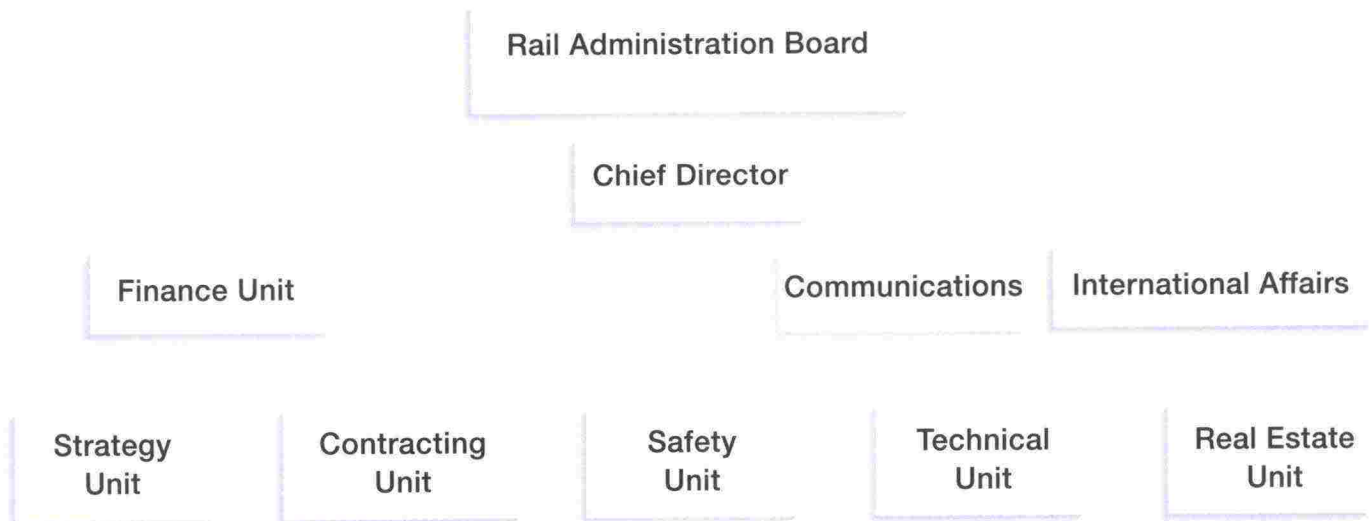 Rail Administration Board
Chief Director
Finance Unit
Communications
International Affairs
Strategy
Unit
Contracting
Unit
Safety
Unit
Technical
Unit
Real Estate
Unit